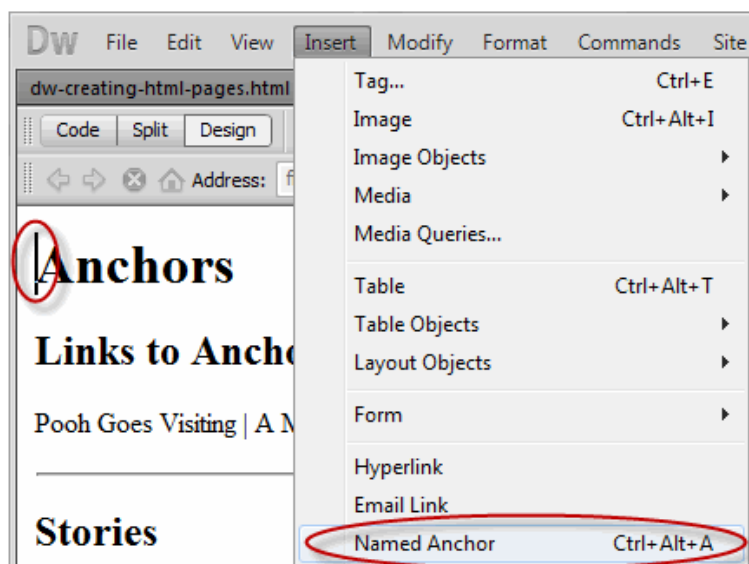 DW File Edit View Insert Modify Format Commands Site
dw-creating-html-pages.html
Code Split Design
Address:
Anchors
Links to
Pooh Goes Visiting | A
Stories
Tag... Ctrl+E
Image Ctrl+Alt+I
Image Objects
Media
Media Queries...
Table Ctrl+Alt+T
Table Objects
Layout Objects
Form
Hyperlink
Email Link
Named Anchor Ctrl+Alt+A